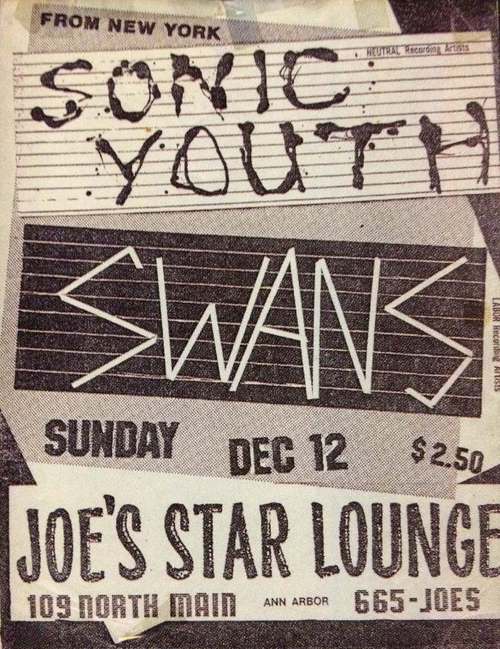 FROM NEW YORK
NEUTRAL Recording Artists
SONIC
YOUTH
SWANS
Recording Artists
SUNDAY DEC 12 $2.50
JOE'S STAR LOUNGE
109 NORTH MAIN ANN ARBOR 665-JOES